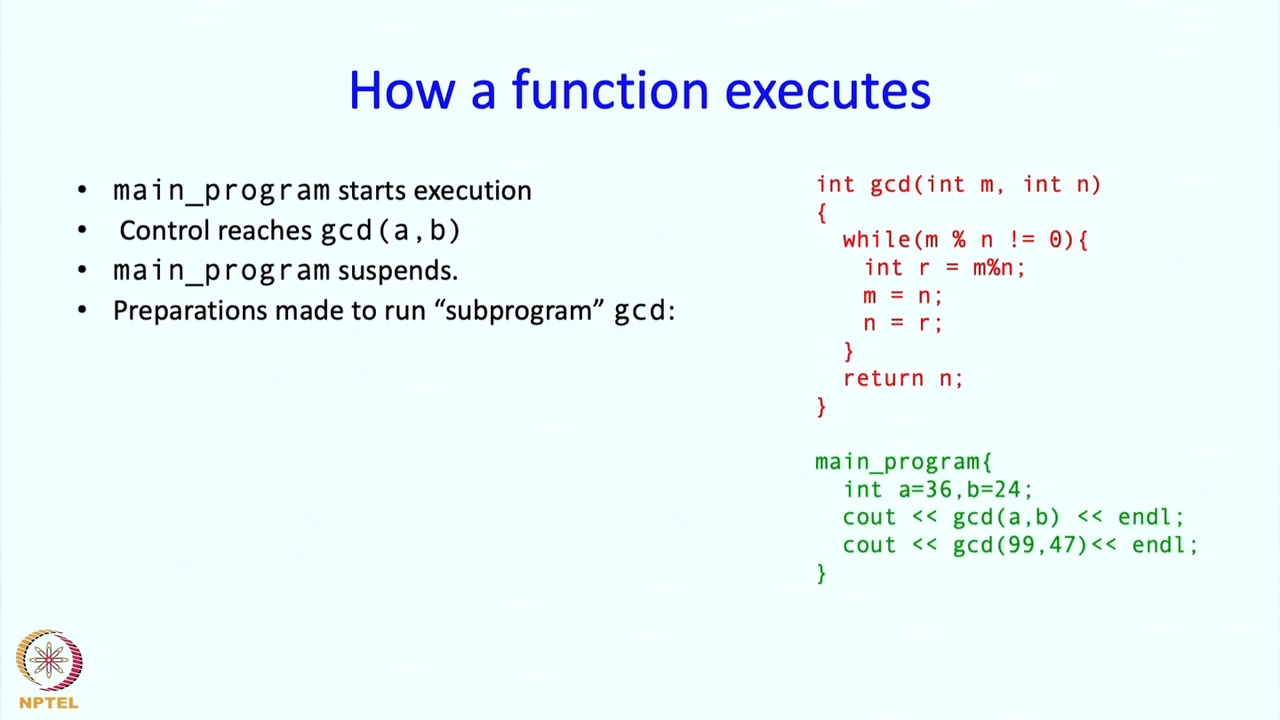 How a function executes
• main_program starts execution
• Control reaches gcd(a,b)
• main_program suspends.
• Preparations made to run “subprogram” gcd:
int gcd(int m, int n)
{
while(m % n != 0){
int r = m%n;
m = n;
n = r;
}
return n;
}
main_program{
int a=36,b=24;
cout << gcd(a,b) << endl;
cout << gcd(99,47)<< endl;
}
NPTEL